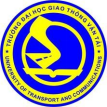 TRƯỜNG ĐẠI HỌC GIAO THÔNG VẬN TẢI
UNIVERSITY OF TRANSPORT AND COMMUNICATIONS